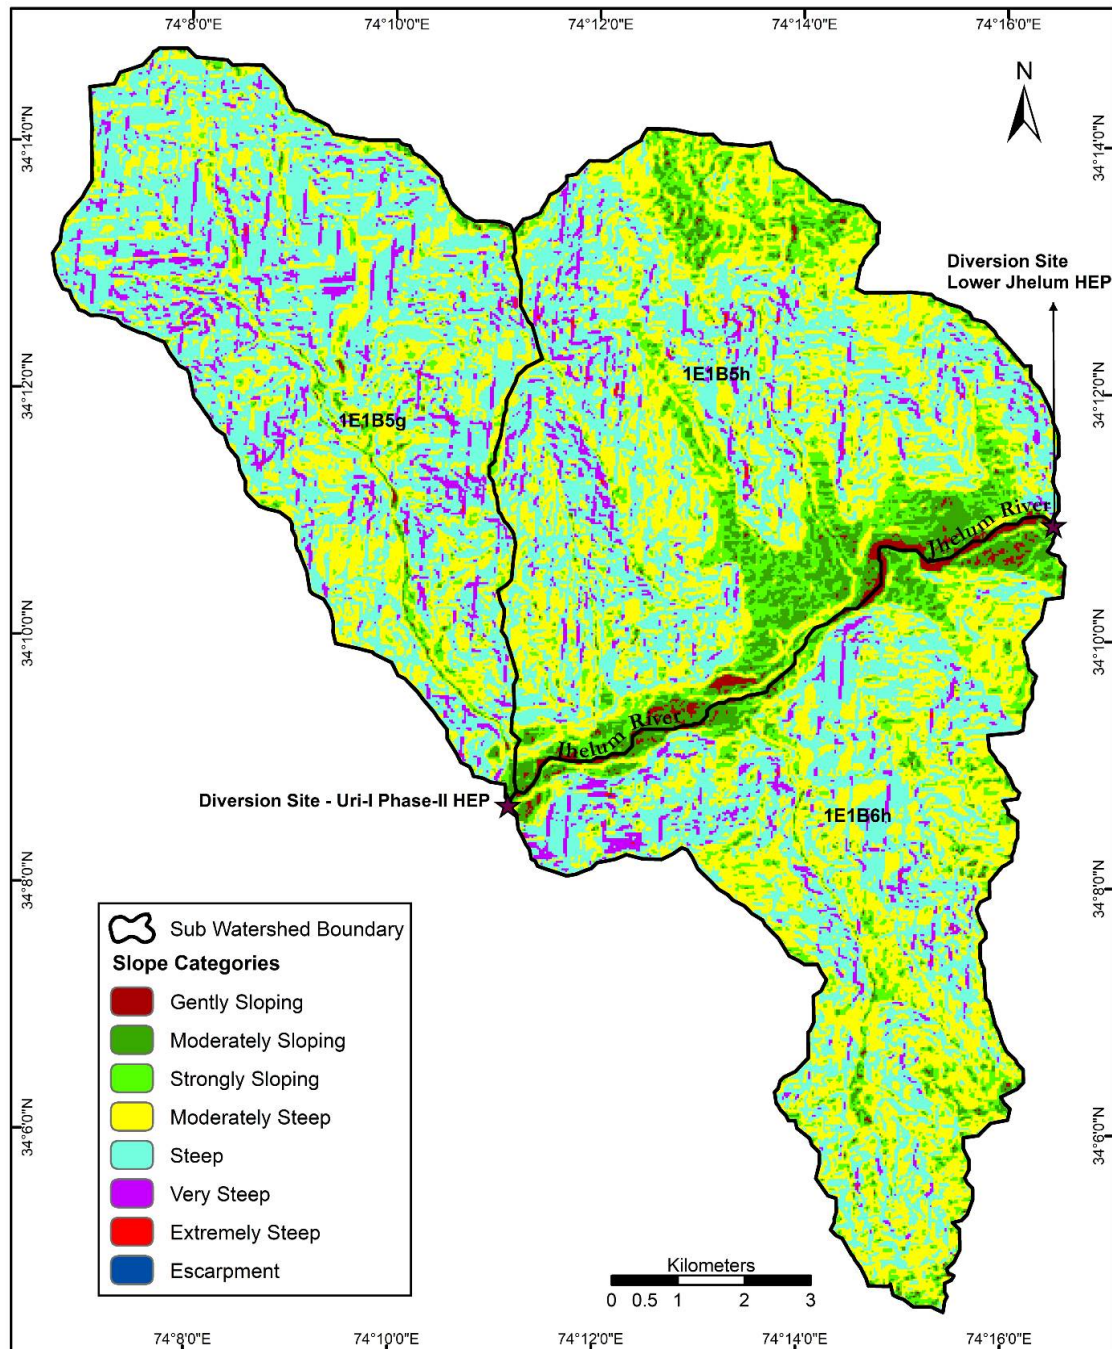 74°8'0"E 74°10'0"E 74°12'0"E 74°14'0"E 74°16'0"E
N
34°14'0"N 34°14'0"N
Diversion Site
Lower Jhelum HEP
1E1B5h
34°12'0"N 34°12'0"N
1E1B5g
Jhelum River
34°10'0"N 34°10'0"N
Jhelum River
Diversion Site - Uri-I Phase-II HEP
1E1B6h
34°8'0"N 34°8'0"N
Sub Watershed Boundary
Slope Categories
Gently Sloping
Moderately Sloping
Strongly Sloping
Moderately Steep
Steep
Very Steep
Extremely Steep
Escarpment
34°6'0"N 34°6'0"N
Kilometers
0 0.5 1 2 3
74°8'0"E 74°10'0"E 74°12'0"E 74°14'0"E 74°16'0"E